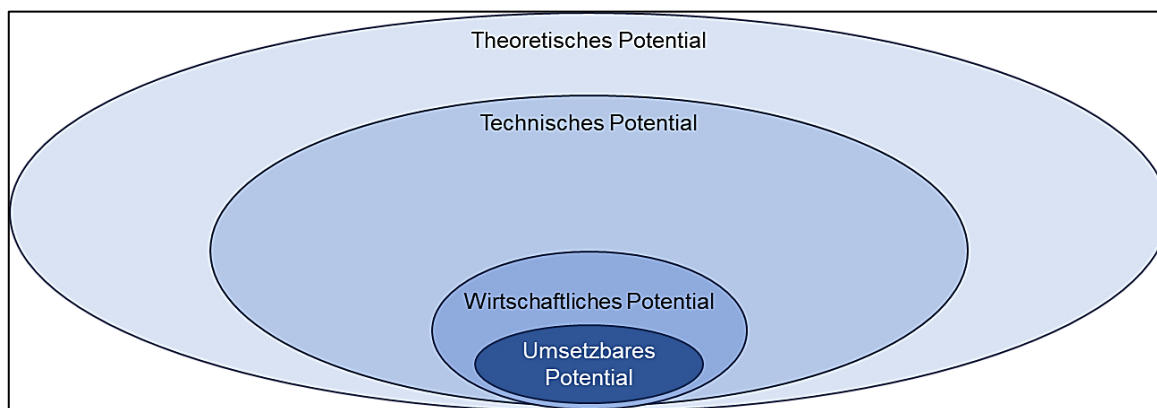 Theoretisches Potential
Technisches Potential
Wirtschaftliches Potential
Umsetzbares
Potential